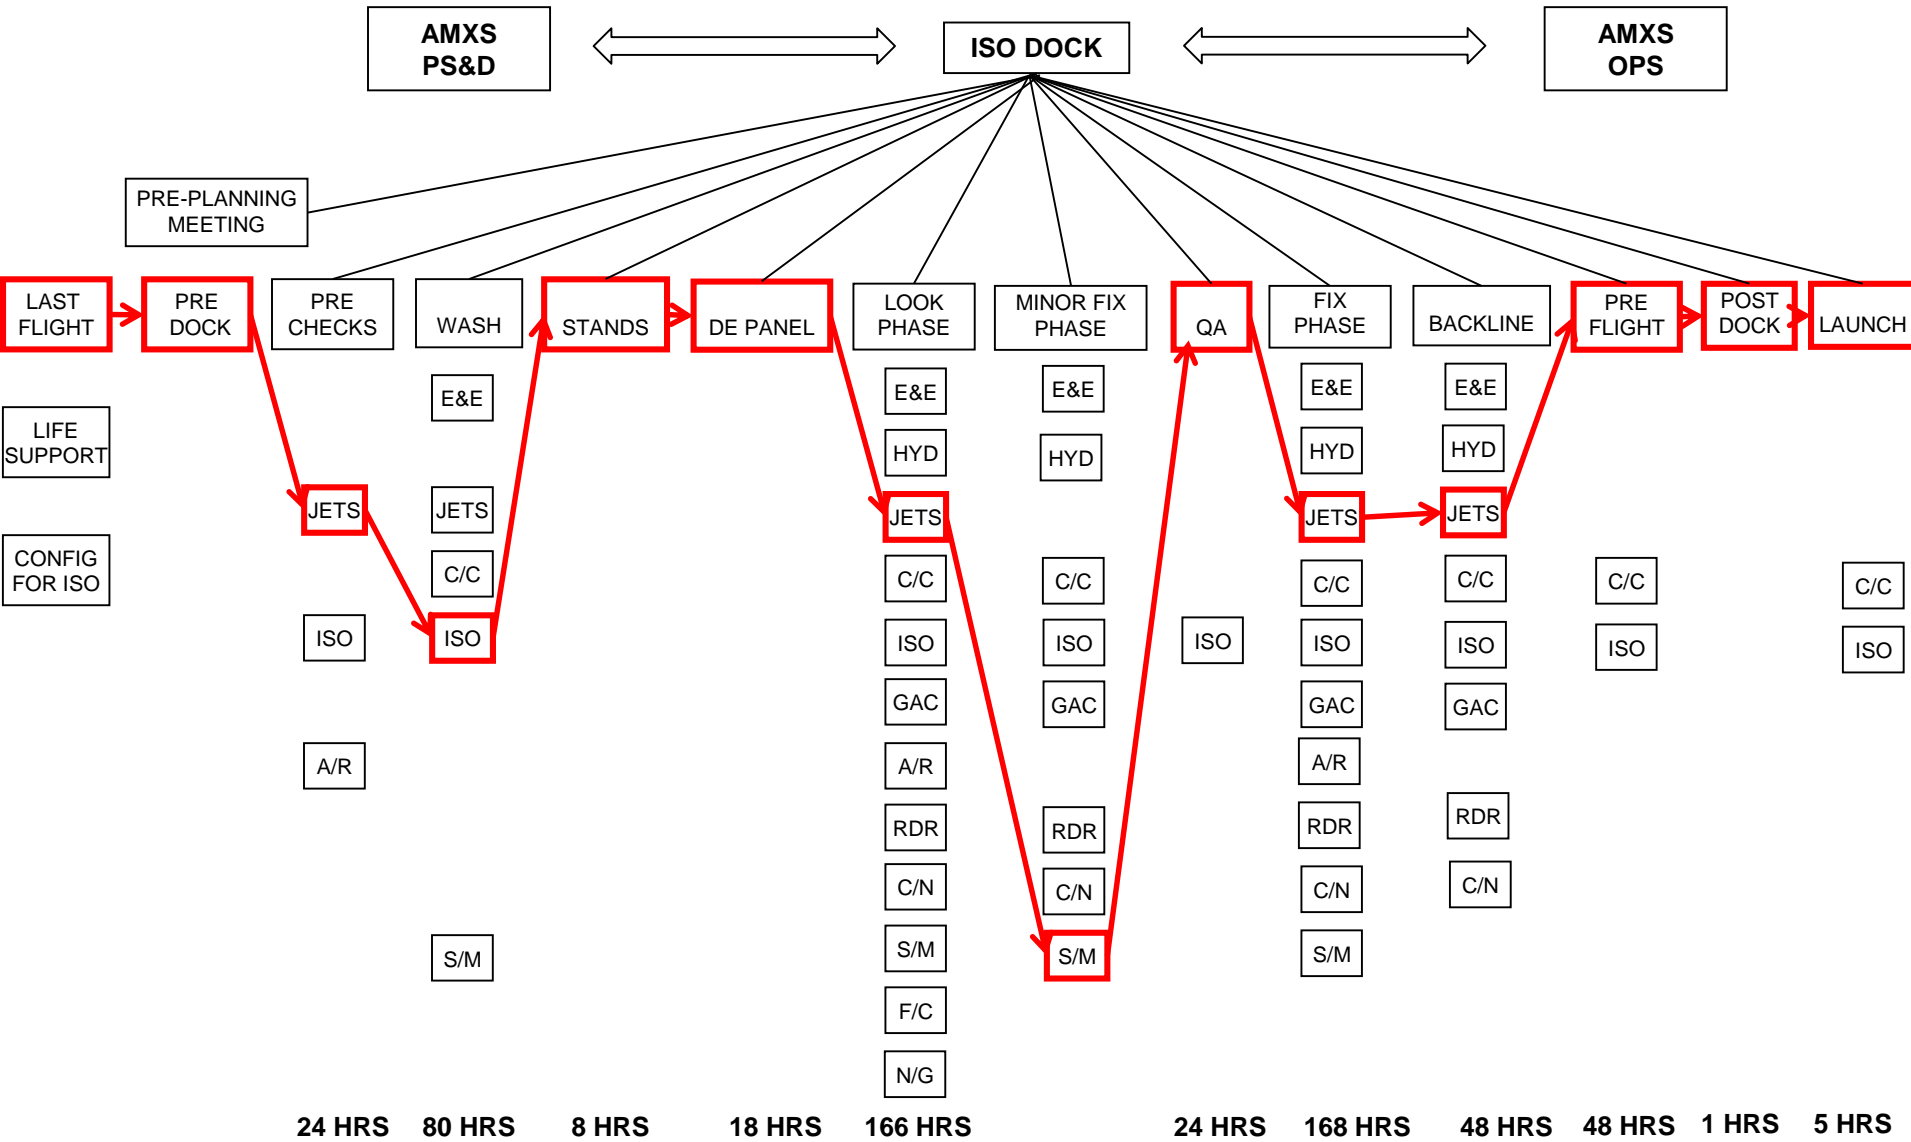 AMXS
PS&D
ISO DOCK
AMXS
OPS
PRE-PLANNING
MEETING
LAST
FLIGHT
PRE
DOCK
PRE
CHECKS
WASH
STANDS
DE PANEL
LOOK
PHASE
MINOR FIX
PHASE
QA
FIX
PHASE
BACKLINE
PRE
FLIGHT
POST
DOCK
LAUNCH
LIFE
SUPPORT
CONFIG
FOR ISO
JETS
ISO
A/R
E&E
JETS
C/C
ISO
S/M
E&E
HYD
JETS
C/C
ISO
GAC
A/R
RDR
C/N
S/M
F/C
N/G
E&E
HYD
C/C
ISO
GAC
RDR
C/N
S/M
ISO
E&E
HYD
JETS
C/C
ISO
GAC
A/R
RDR
C/N
S/M
E&E
HYD
JETS
C/C
ISO
GAC
RDR
C/N
C/C
ISO
C/C
ISO
24 HRS
80 HRS
8 HRS
18 HRS
166 HRS
24 HRS
168 HRS
48 HRS
48 HRS
1 HRS
5 HRS